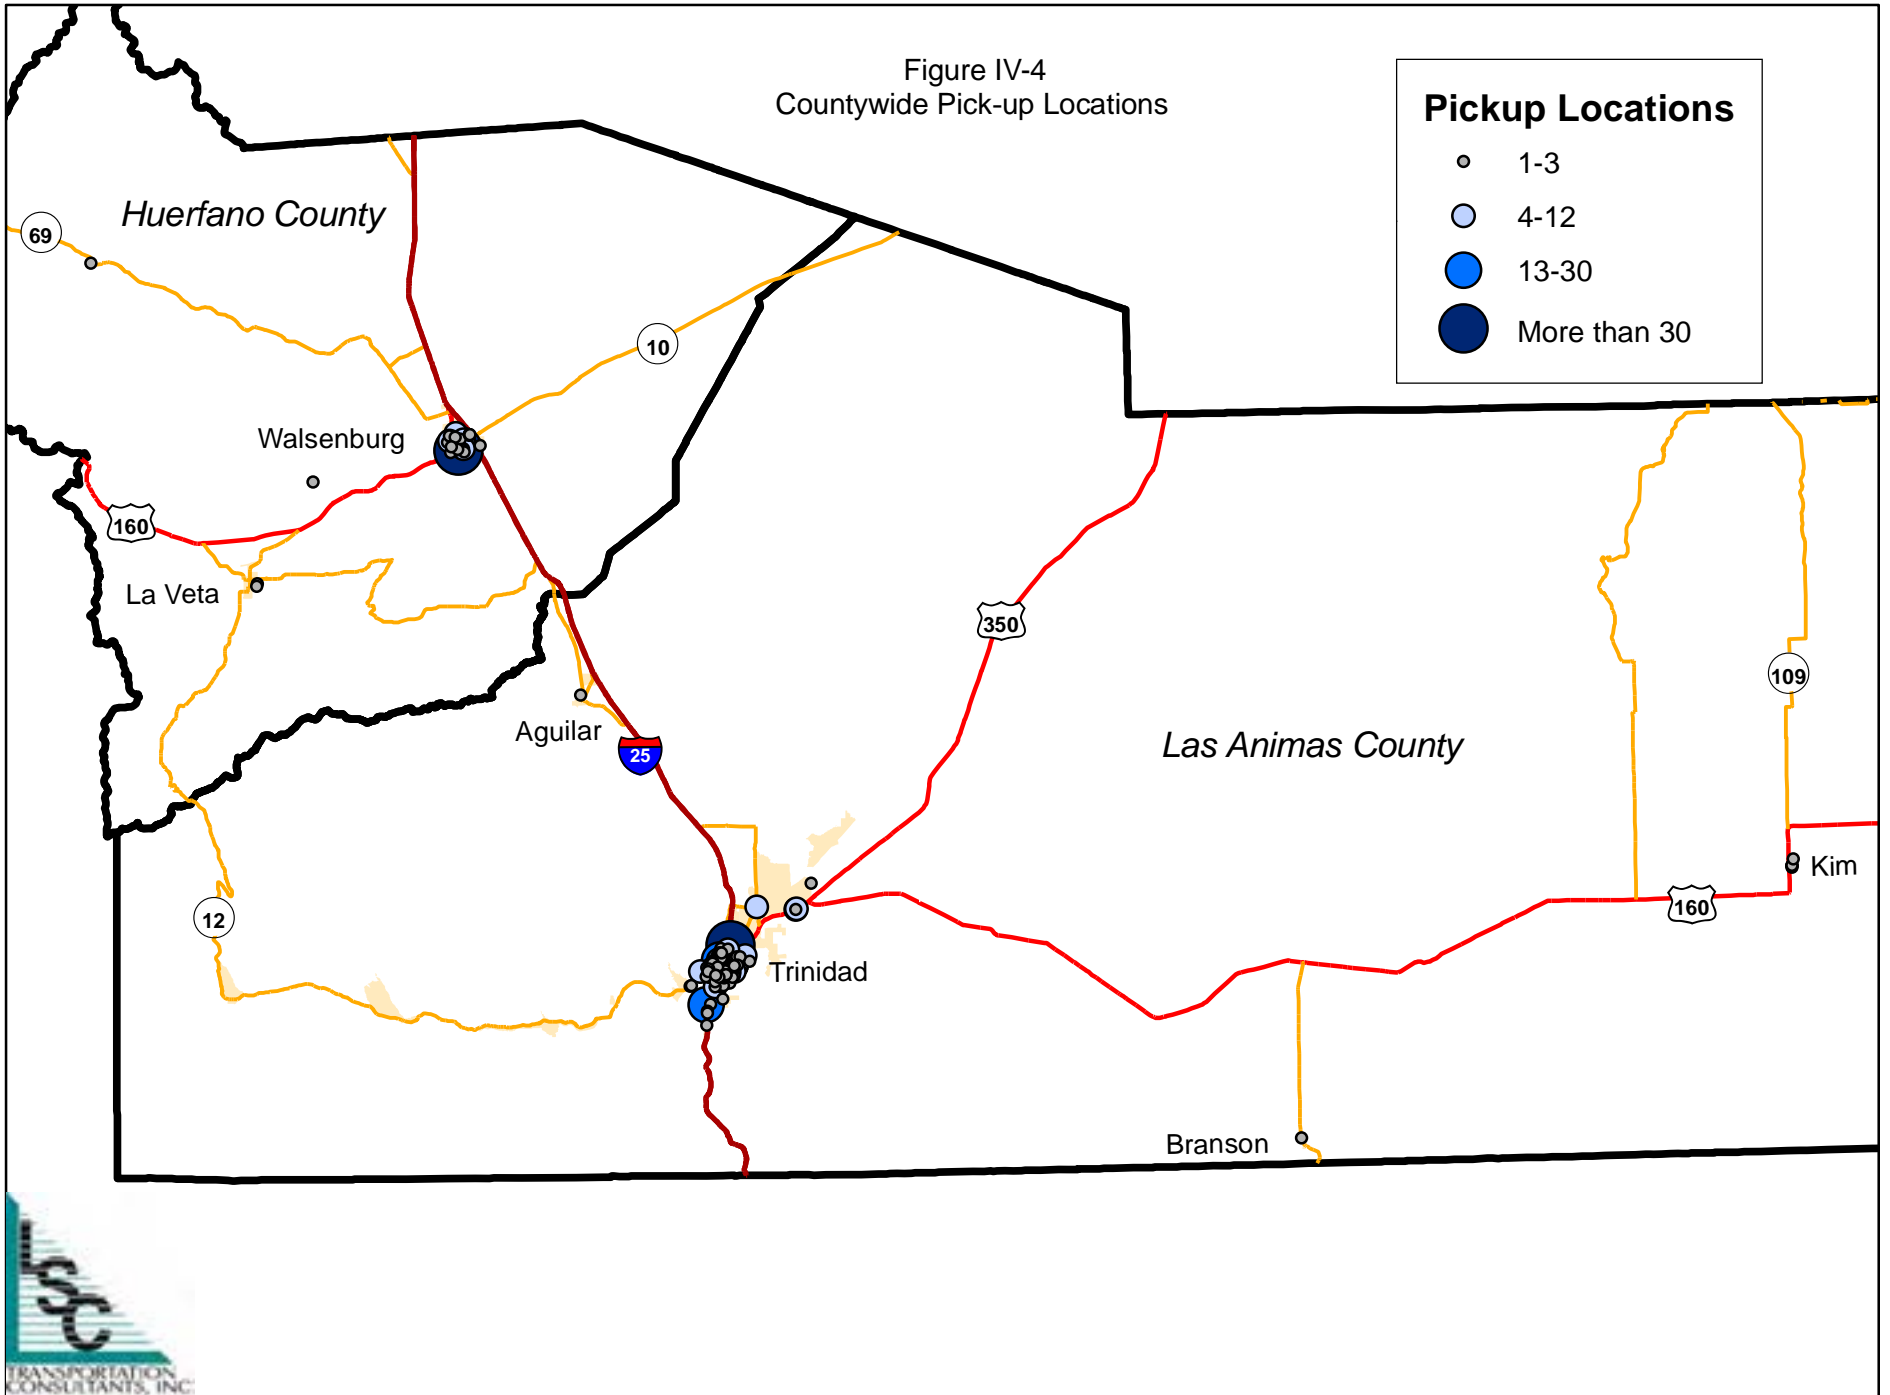 Figure IV-4
Countywide Pick-up Locations
Pickup Locations
1-3
4-12
13-30
More than 30
Huerfano County
69
10
Walsenburg
160
La Veta
350
109
Aguilar
25
Las Animas County
Kim
160
12
Trinidad
Branson
LSC
TRANSPORTATION
CONSULTANTS, INC.